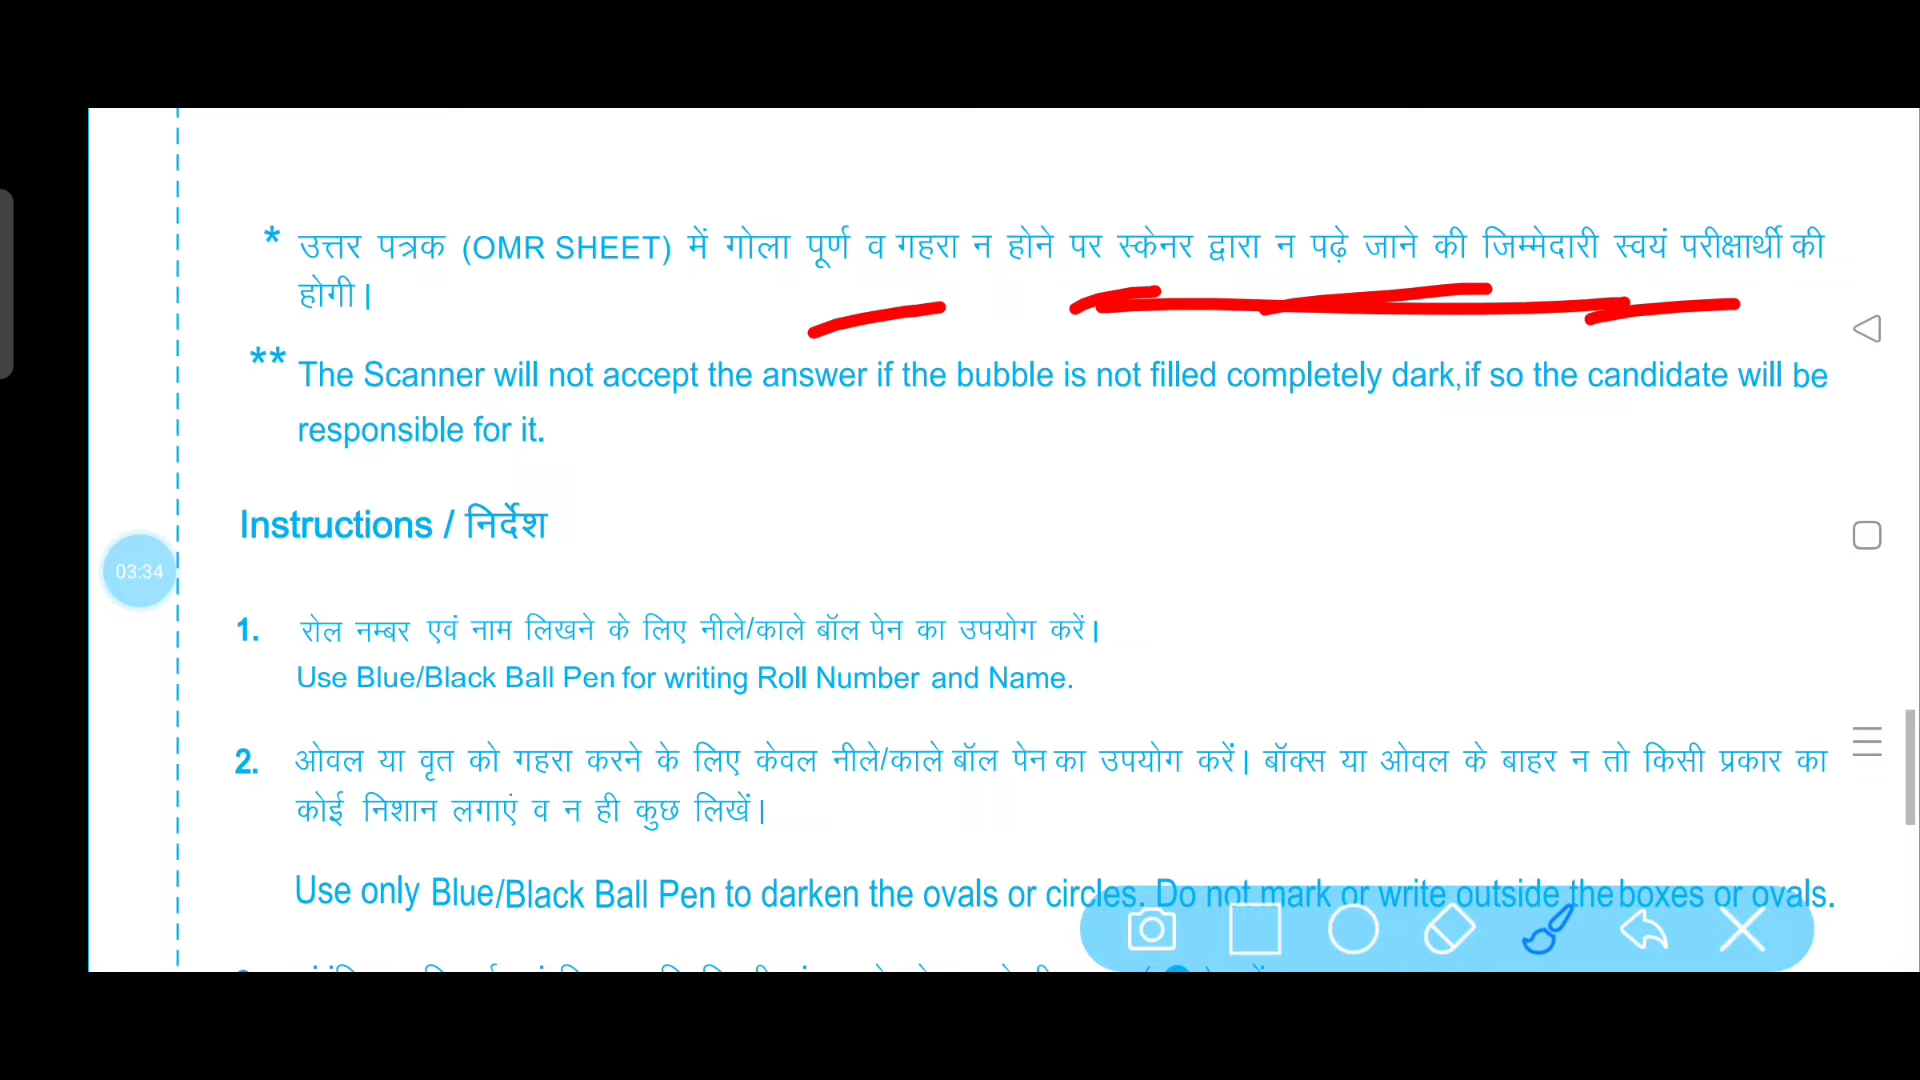 * उत्तर पत्रक (OMR SHEET) में गोला पूर्ण व गहरा न होने पर स्केनर द्वारा न पढ़े जाने की जिम्मेदारी स्वयं परीक्षार्थी की
होगी |
** The Scanner will not accept the answer if the bubble is not filled completely dark,if so the candidate will be
responsible for it.
Instructions / निर्देश
03:34
1. रोल नम्बर एवं नाम लिखने के लिए नीले/काले बॉल पेन का उपयोग करें |
Use Blue/Black Ball Pen for writing Roll Number and Name.
2. ओवल या वृत को गहरा करने के लिए केवल नीले/काले बॉल पेन का उपयोग करें | बॉक्स या ओवल के बाहर न तो किसी प्रकार का
कोई निशान लगाएं व न ही कुछ लिखें |
Use only Blue/Black Ball Pen to darken the ovals or circles. Do not mark or write outside the boxes or ovals.